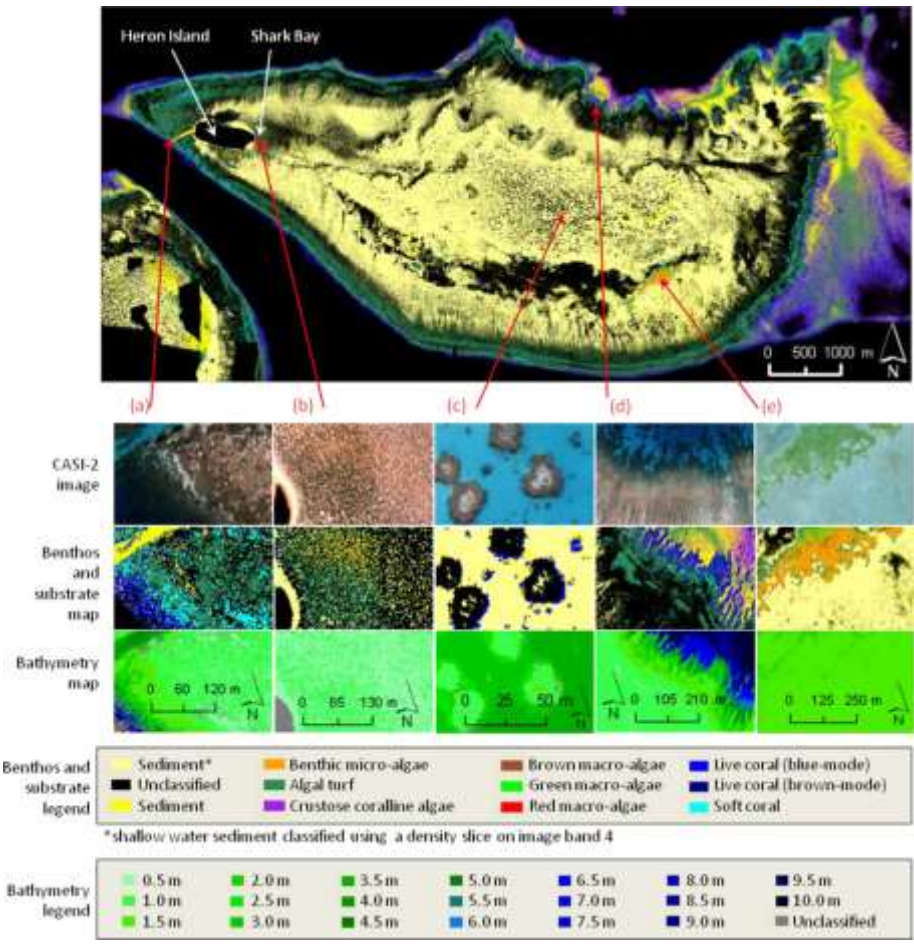 Heron Island
Shark Bay
0 500 1000 m
N
(a) (b) (c) (d) (e)
CASI-2
image
Benthos
and
substrate
map
Bathymetry
map
0 60 120 m
N
0 65 130 m
N
0 25 50 m
N
0 105 210 m
N
0 125 250 m
N
Benthos and
substrate
legend
Sediment* Benthic micro-algae Brown macro-algae Live coral (blue-mode)
Unclassified Algal turf Green macro-algae Live coral (brown-mode)
Sediment Crustose coralline algae Red macro-algae Soft coral
*shallow water sediment classified using a density slice on image band 4
Bathymetry
legend
0.5 m 2.0 m 3.5 m 5.0 m 6.5 m 8.0 m 9.5 m
1.0 m 2.5 m 4.0 m 5.5 m 7.0 m 8.5 m 10.0 m
1.5 m 3.0 m 4.5 m 6.0 m 7.5 m 9.0 m Unclassified